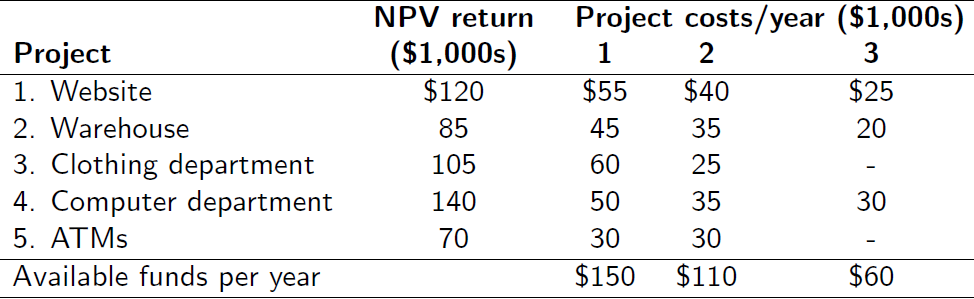 NPV return Project costs/year ($1,000s)
Project ($1,000s) 1 2 3
1. Website $120 $55 $40 $25
2. Warehouse 85 45 35 20
3. Clothing department 105 60 25 -
4. Computer department 140 50 35 30
5. ATMs 70 30 30 -
Available funds per year $150 $110 $60